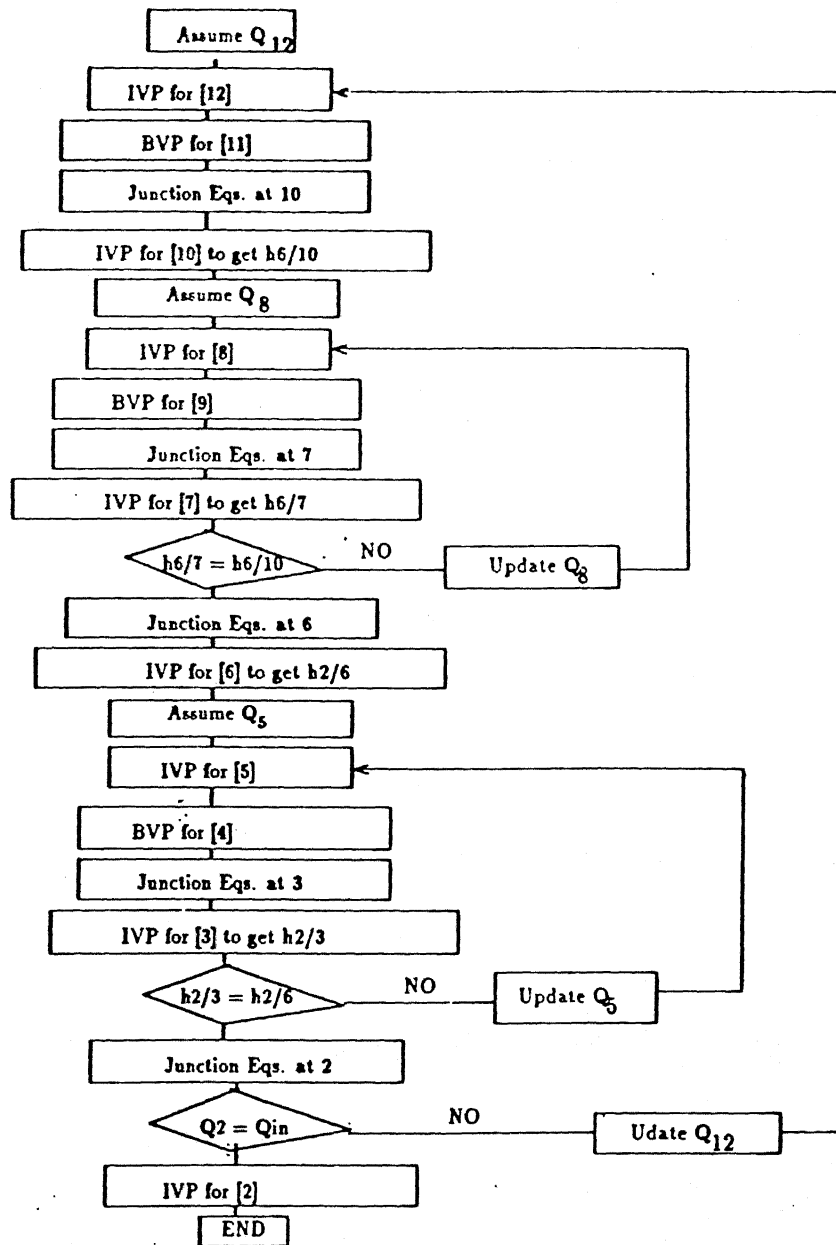 Assume Q12
IVP for [12]
BVP for [11]
Junction Eqs. at 10
IVP for [10] to get h6/10
Assume Q8
IVP for [8]
BVP for [9]
Junction Eqs. at 7
IVP for [7] to get h6/7
h6/7 = h6/10
NO
Update Q8
Junction Eqs. at 6
IVP for [6] to get h2/6
Assume Q5
IVP for [5]
BVP for [4]
Junction Eqs. at 3
IVP for [3] to get h2/3
h2/3 = h2/6
NO
Update Q5
Junction Eqs. at 2
Q2 = Qin
NO
Udate Q12
IVP for [2]
END